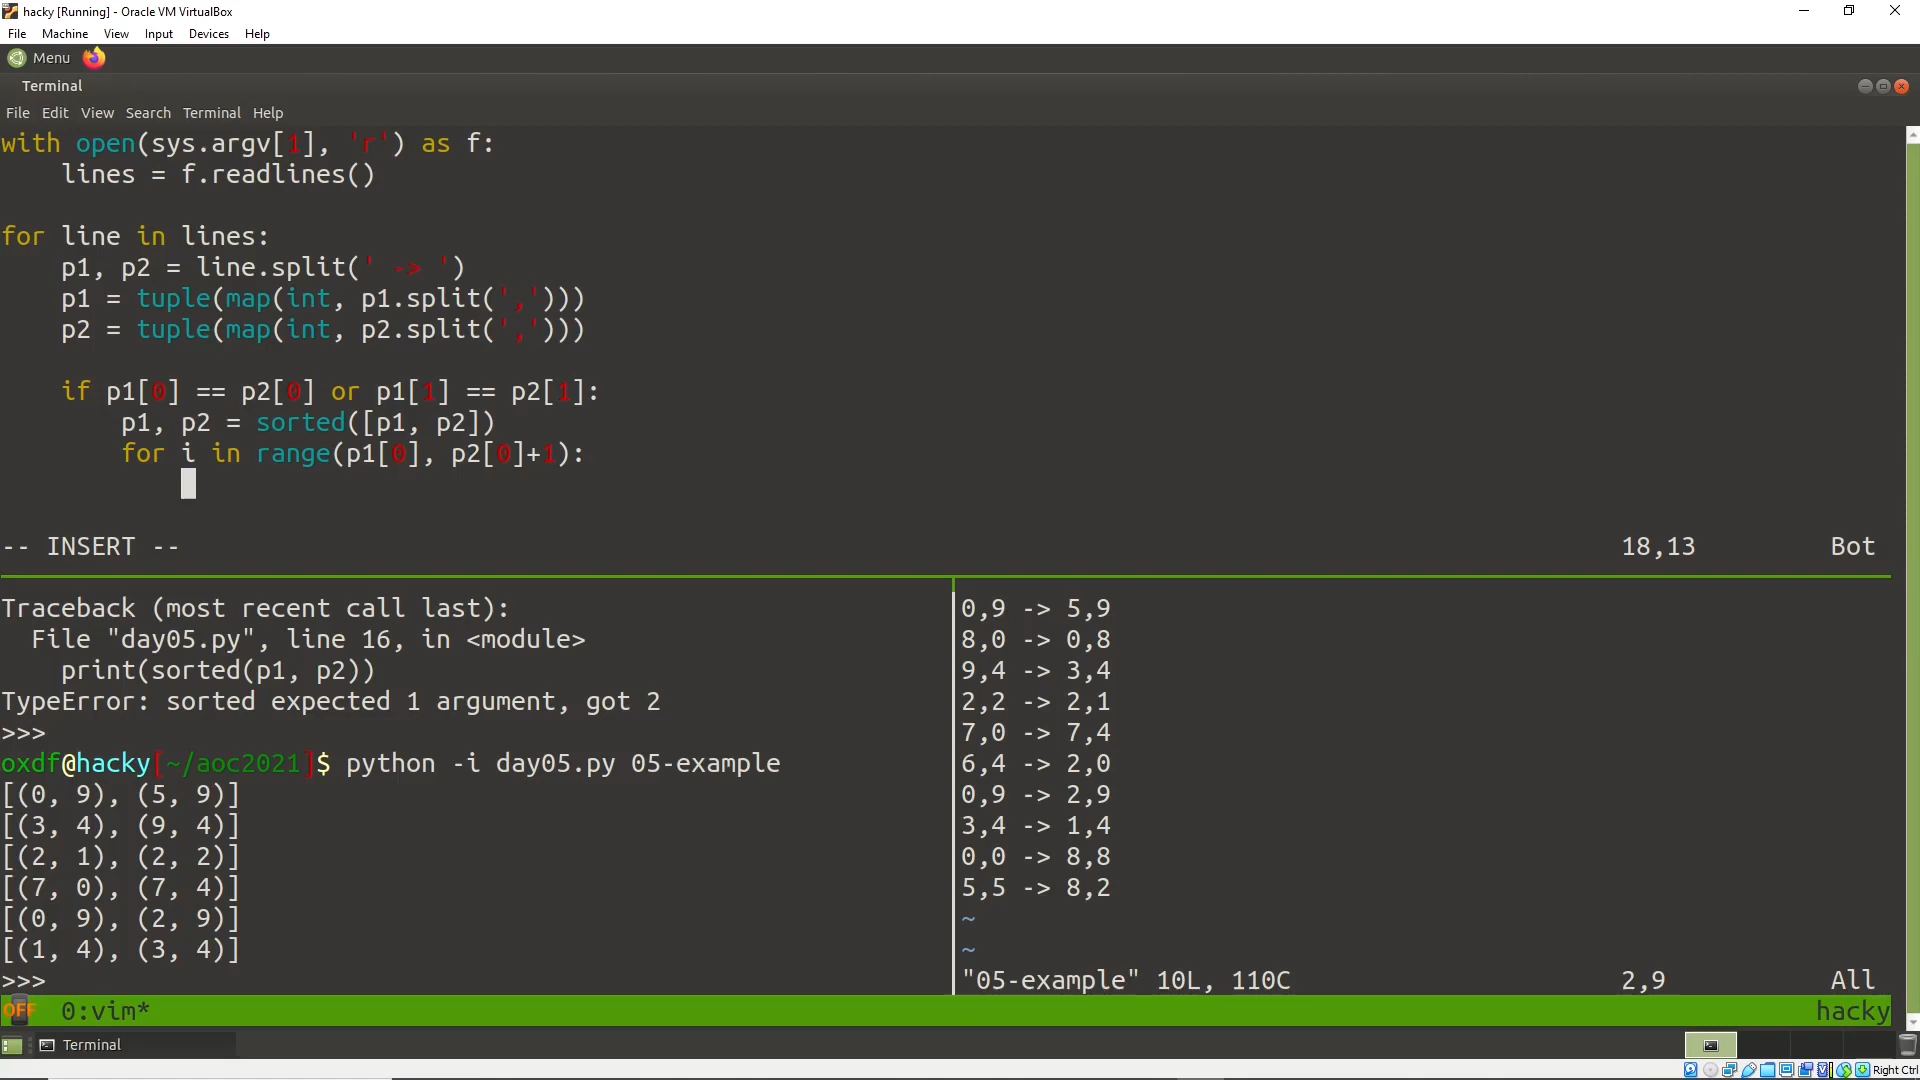 hacky [Running] - Oracle VM VirtualBox
File Machine View Input Devices Help
Menu
Terminal
File Edit View Search Terminal Help
with open(sys.argv[1], 'r') as f:
    lines = f.readlines()
for line in lines:
    p1, p2 = line.split(' -> ')
    p1 = tuple(map(int, p1.split(',')))
    p2 = tuple(map(int, p2.split(',')))
    if p1[0] == p2[0] or p1[1] == p2[1]:
        p1, p2 = sorted([p1, p2])
        for i in range(p1[0], p2[0]+1):
-- INSERT -- 18,13 Bot
Traceback (most recent call last):
  File "day05.py", line 16, in <module>
    print(sorted(p1, p2))
TypeError: sorted expected 1 argument, got 2
>>>
oxdf@hacky[~/aoc2021]$ python -i day05.py 05-example
[(0, 9), (5, 9)]
[(3, 4), (9, 4)]
[(2, 1), (2, 2)]
[(7, 0), (7, 4)]
[(0, 9), (2, 9)]
[(1, 4), (3, 4)]
>>>
0,9 -> 5,9
8,0 -> 0,8
9,4 -> 3,4
2,2 -> 2,1
7,0 -> 7,4
6,4 -> 2,0
0,9 -> 2,9
3,4 -> 1,4
0,0 -> 8,8
5,5 -> 8,2
~
~
"05-example" 10L, 110C 2,9 All
OFF 0:vim* hacky
Terminal
Right Ctrl